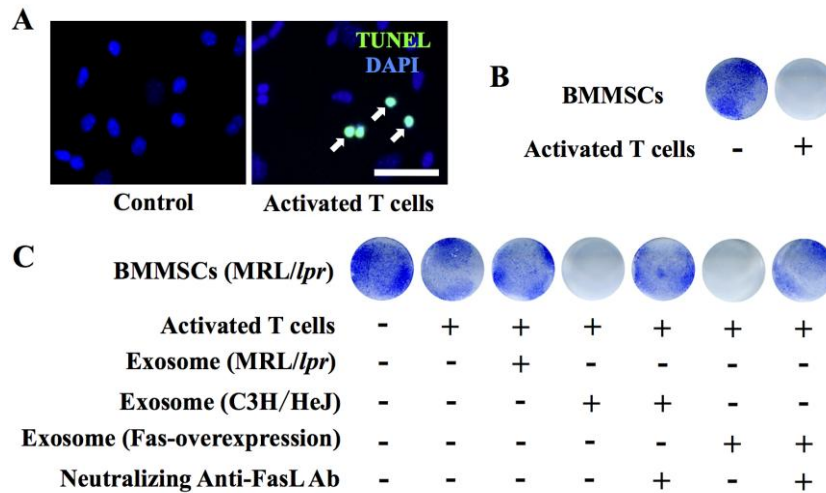 A
TUNEL
DAPI
Control
Activated T cells
B
BMMSCs
Activated T cells
- +
C
BMMSCs (MRL/lpr)
Activated T cells - + + + + + +
Exosome (MRL/lpr) - - + - - - -
Exosome (C3H/HeJ) - - - + + - -
Exosome (Fas-overexpression) - - - - - + +
Neutralizing Anti-FasL Ab - - - - + - +